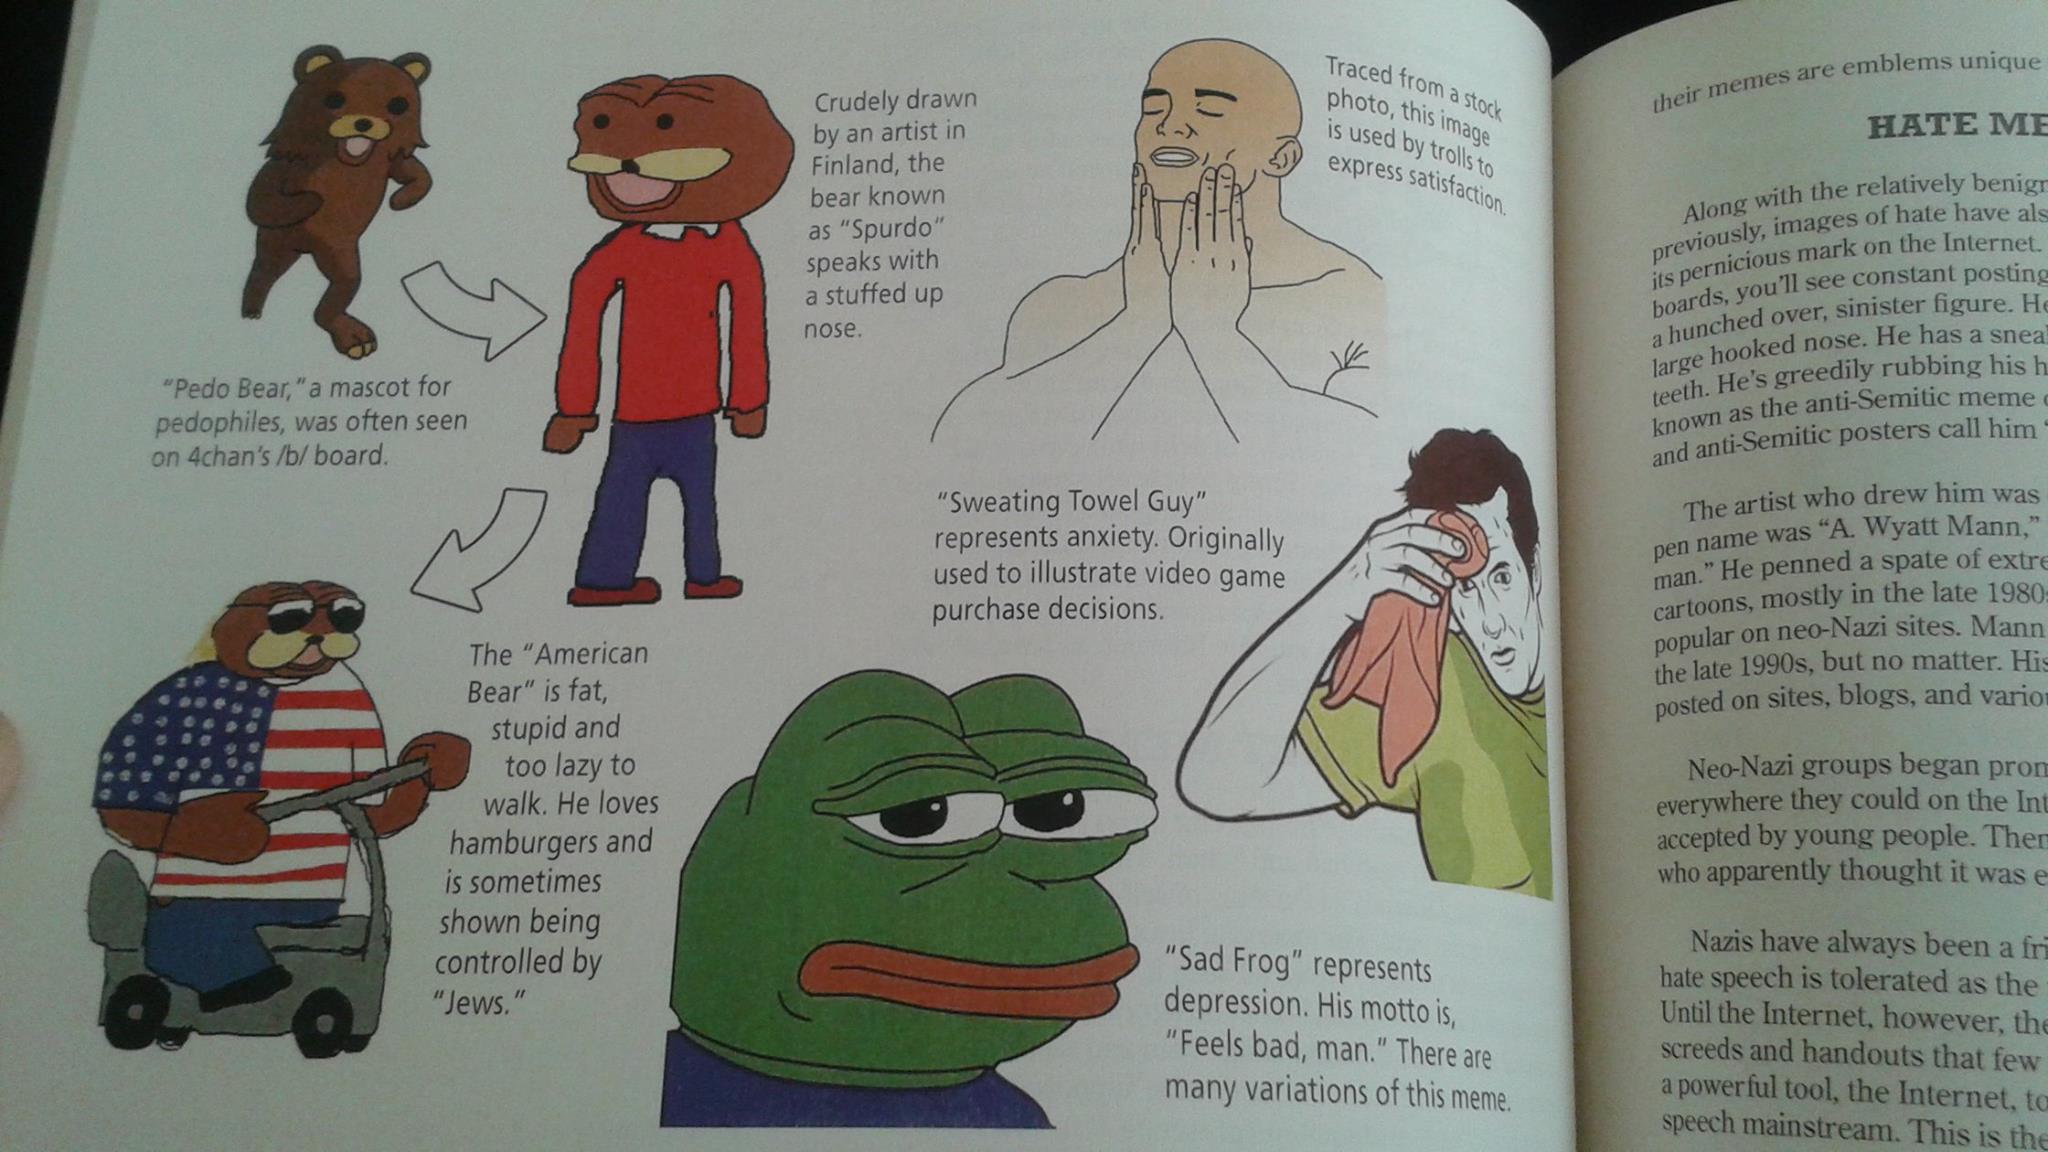 "Pedo Bear," a mascot for
pedophiles, was often seen
on 4chan's /b/ board.
Crudely drawn
by an artist in
Finland, the
bear known
as "Spurdo"
speaks with
a stuffed up
nose.
Traced from a stock
photo, this image
is used by trolls to
express satisfaction.
"Sweating Towel Guy"
represents anxiety. Originally
used to illustrate video game
purchase decisions.
The "American
Bear" is fat,
stupid and
too lazy to
walk. He loves
hamburgers and
is sometimes
shown being
controlled by
"Jews."
"Sad Frog" represents
depression. His motto is,
"Feels bad, man." There are
many variations of this meme.
their memes are emblems unique
HATE ME
Along with the relatively benign
previously, images of hate have als
its pernicious mark on the Internet.
boards, you'll see constant posting
a hunched over, sinister figure. He
large hooked nose. He has a snea
teeth. He's greedily rubbing his h
known as the anti-Semitic meme
and anti-Semitic posters call him
The artist who drew him was
pen name was "A. Wyatt Mann,"
man." He penned a spate of extre
cartoons, mostly in the late 1980s
popular on neo-Nazi sites. Mann
the late 1990s, but no matter. His
posted on sites, blogs, and vario
Neo-Nazi groups began pron
everywhere they could on the Int
accepted by young people. Then
who apparently thought it was e
Nazis have always been a fri
hate speech is tolerated as the
Until the Internet, however, the
screeds and handouts that few
a powerful tool, the Internet, to
speech mainstream. This is the